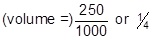 (volume =) 250/1000 or ¼